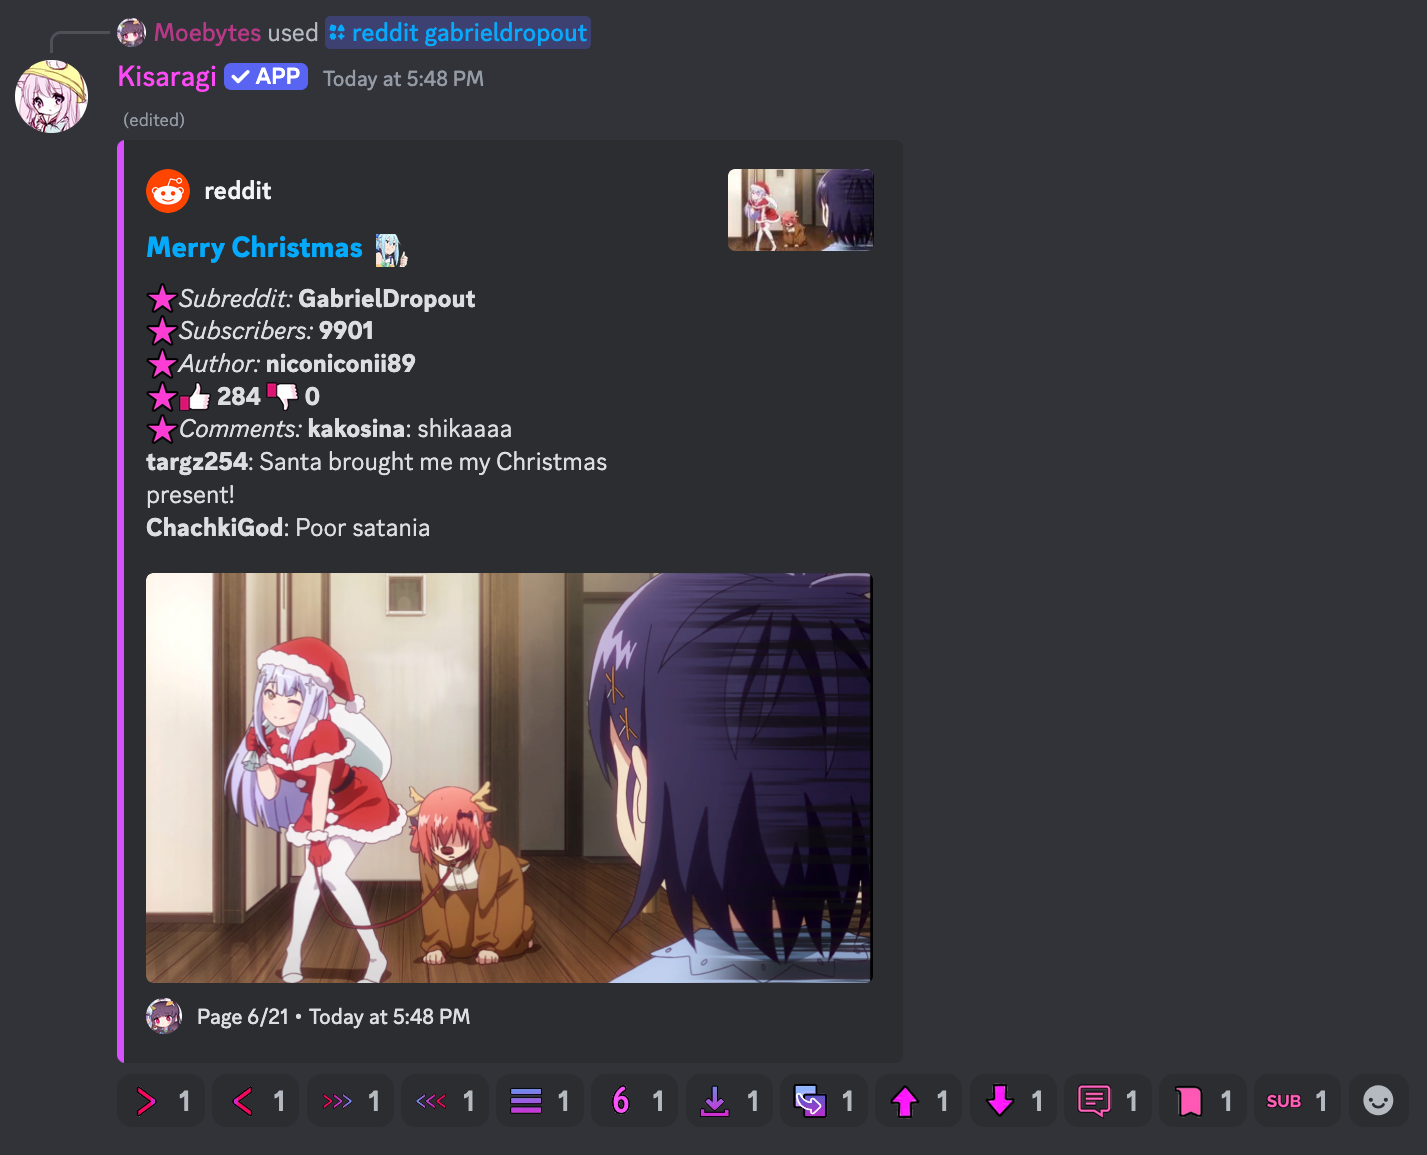 Moebytes used reddit gabrieldropout
Kisaragi APP Today at 5:48 PM
(edited)
reddit
Merry Christmas
Subreddit: GabrielDropout
Subscribers: 9901
Author: niconiconii89
284 0
Comments: kakosina: shikaaaa
targz254: Santa brought me my Christmas
present!
ChachkiGod: Poor satania
Page 6/21 • Today at 5:48 PM
> 1 < 1 >>> 1 <<< 1 1 6 1 1 1 1 1 1 1 SUB 1